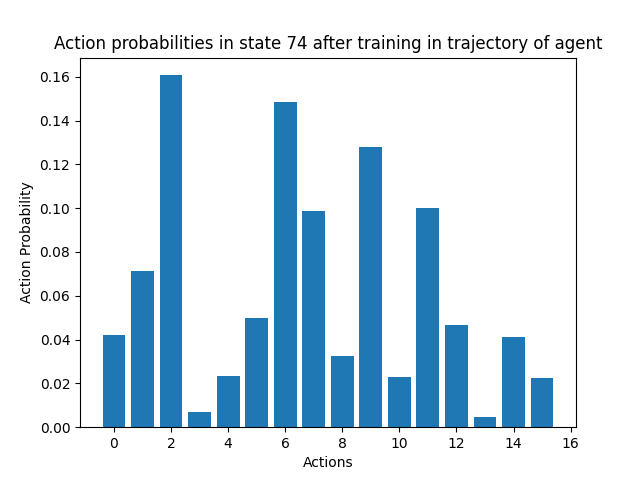 Action probabilities in state 74 after training in trajectory of agent
0.16
0.14
0.12
0.10
0.08
0.06
0.04
0.02
0.00
Action Probability
0 2 4 6 8 10 12 14 16
Actions